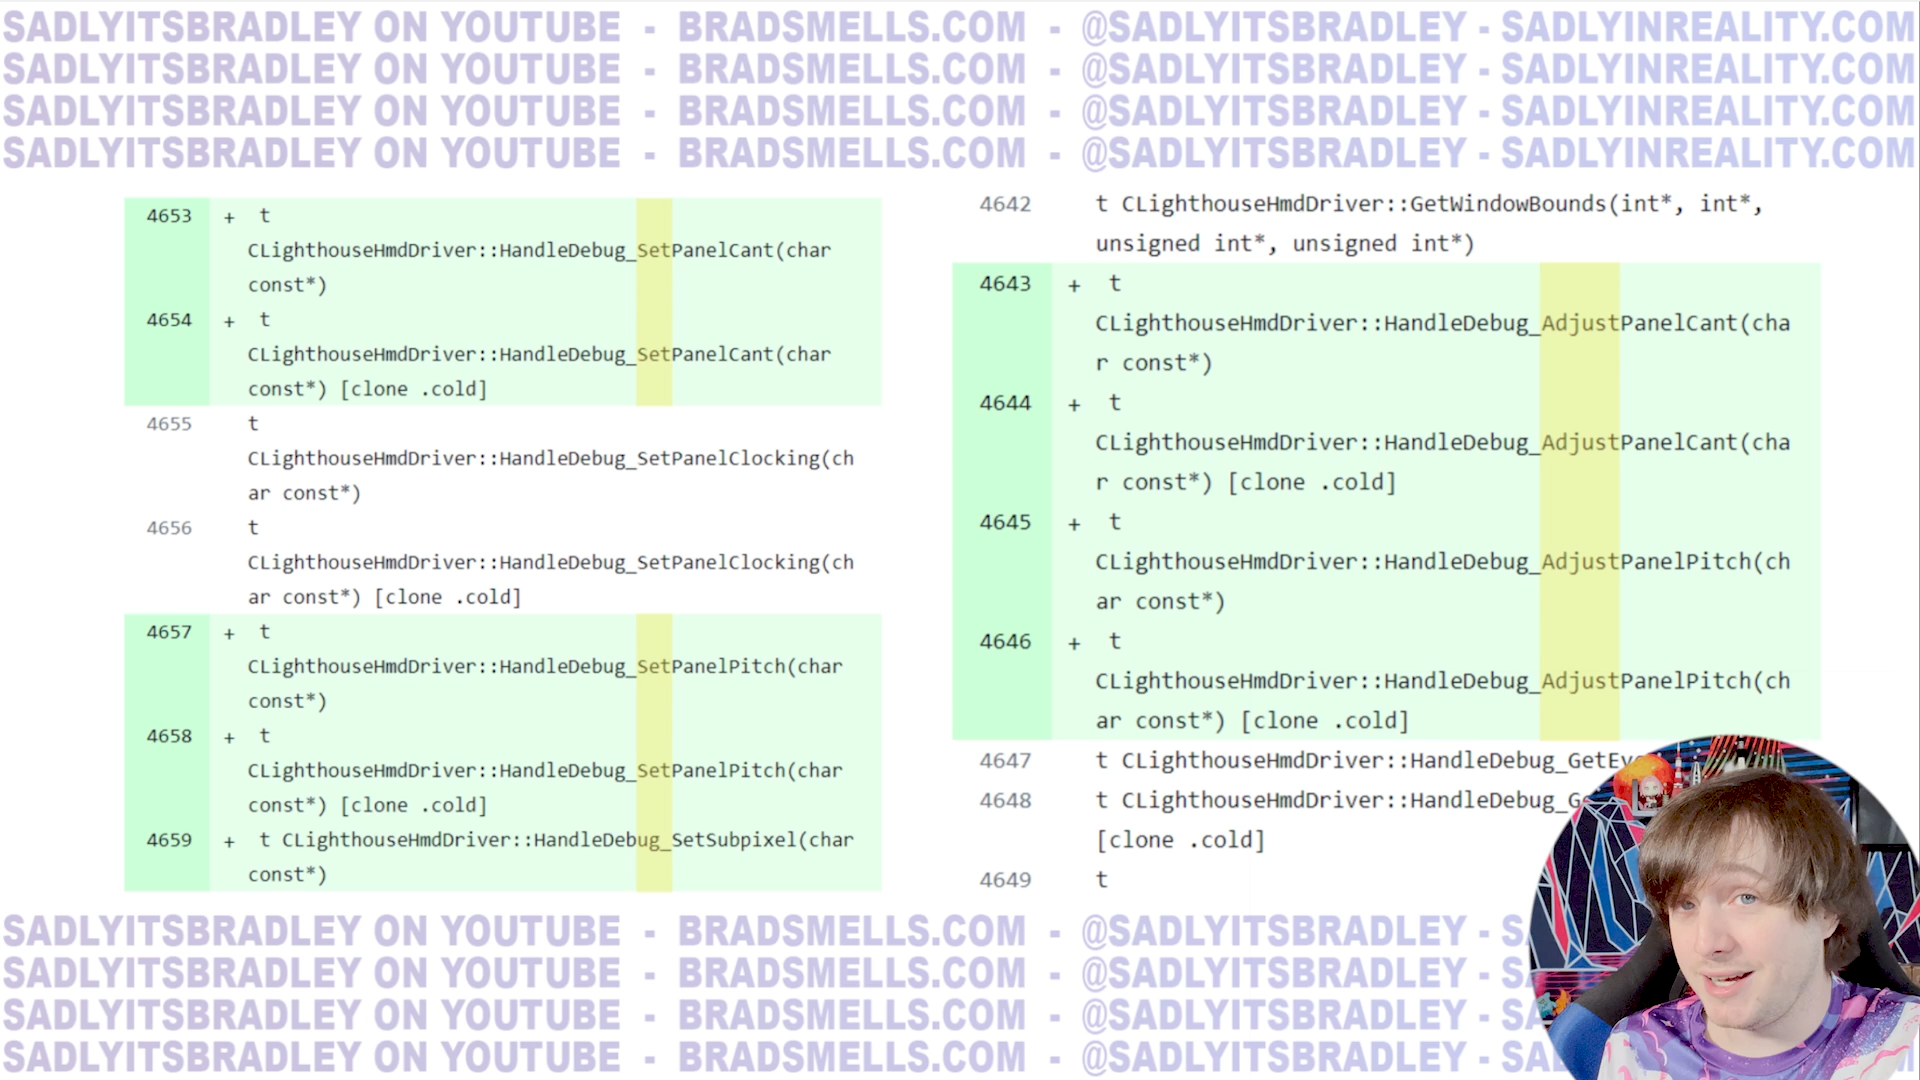 SADLYITSBRADLEY ON YOUTUBE - BRADSMELLS.COM - @SADLYITSBRADLEY - SADLYINREALITY.COM
SADLYITSBRADLEY ON YOUTUBE - BRADSMELLS.COM - @SADLYITSBRADLEY - SADLYINREALITY.COM
SADLYITSBRADLEY ON YOUTUBE - BRADSMELLS.COM - @SADLYITSBRADLEY - SADLYINREALITY.COM
SADLYITSBRADLEY ON YOUTUBE - BRADSMELLS.COM - @SADLYITSBRADLEY - SADLYINREALITY.COM
4653 + t
CLighthouseHmdDriver::HandleDebug_SetPanelCant(char
const*)
4654 + t
CLighthouseHmdDriver::HandleDebug_SetPanelCant(char
const*) [clone .cold]
4655 t
CLighthouseHmdDriver::HandleDebug_SetPanelClocking(ch
ar const*)
4656 t
CLighthouseHmdDriver::HandleDebug_SetPanelClocking(ch
ar const*) [clone .cold]
4657 + t
CLighthouseHmdDriver::HandleDebug_SetPanelPitch(char
const*)
4658 + t
CLighthouseHmdDriver::HandleDebug_SetPanelPitch(char
const*) [clone .cold]
4659 + t CLighthouseHmdDriver::HandleDebug_SetSubpixel(char
const*)
4642 t CLighthouseHmdDriver::GetWindowBounds(int*, int*,
unsigned int*, unsigned int*)
4643 + t
CLighthouseHmdDriver::HandleDebug_AdjustPanelCant(cha
r const*)
4644 + t
CLighthouseHmdDriver::HandleDebug_AdjustPanelCant(cha
r const*) [clone .cold]
4645 + t
CLighthouseHmdDriver::HandleDebug_AdjustPanelPitch(ch
ar const*)
4646 + t
CLighthouseHmdDriver::HandleDebug_AdjustPanelPitch(ch
ar const*) [clone .cold]
4647 t CLighthouseHmdDriver::HandleDebug_GetEv
4648 t CLighthouseHmdDriver::HandleDebug_Ge
[clone .cold]
4649 t
SADLYITSBRADLEY ON YOUTUBE - BRADSMELLS.COM - @SADLYITSBRADLEY - S
SADLYITSBRADLEY ON YOUTUBE - BRADSMELLS.COM - @SADLYITSBRADLEY - S
SADLYITSBRADLEY ON YOUTUBE - BRADSMELLS.COM - @SADLYITSBRADLEY - S
SADLYITSBRADLEY ON YOUTUBE - BRADSMELLS.COM - @SADLYITSBRADLEY - SA